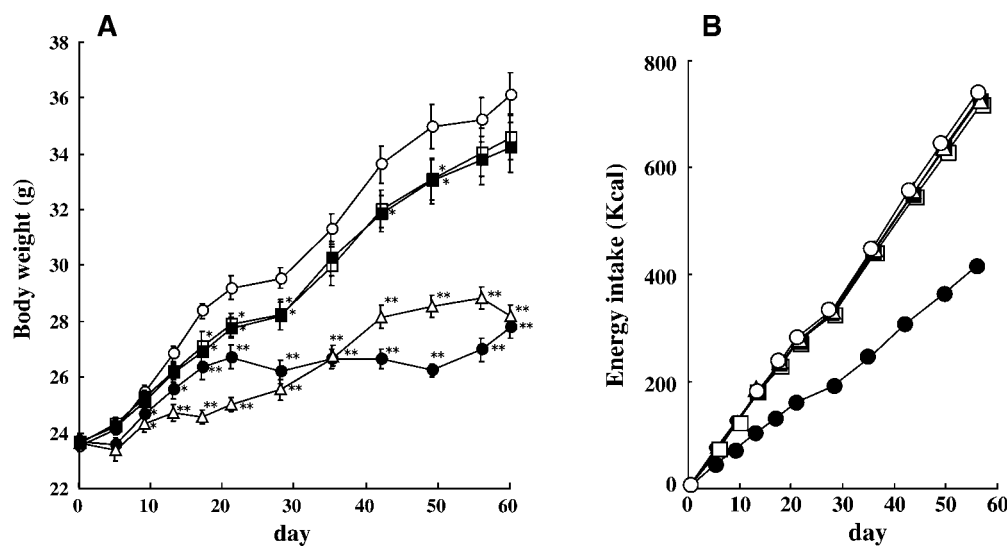 A
38
36
34
32
30
28
26
24
22
Body weight (g)
0 10 20 30 40 50 60
day
* * * * * * * * * *
* * * ** ** ** ** ** ** ** **
** ** ** ** ** ** ** ** **
B
800
600
400
200
0
Energy intake (Kcal)
0 10 20 30 40 50 60
day